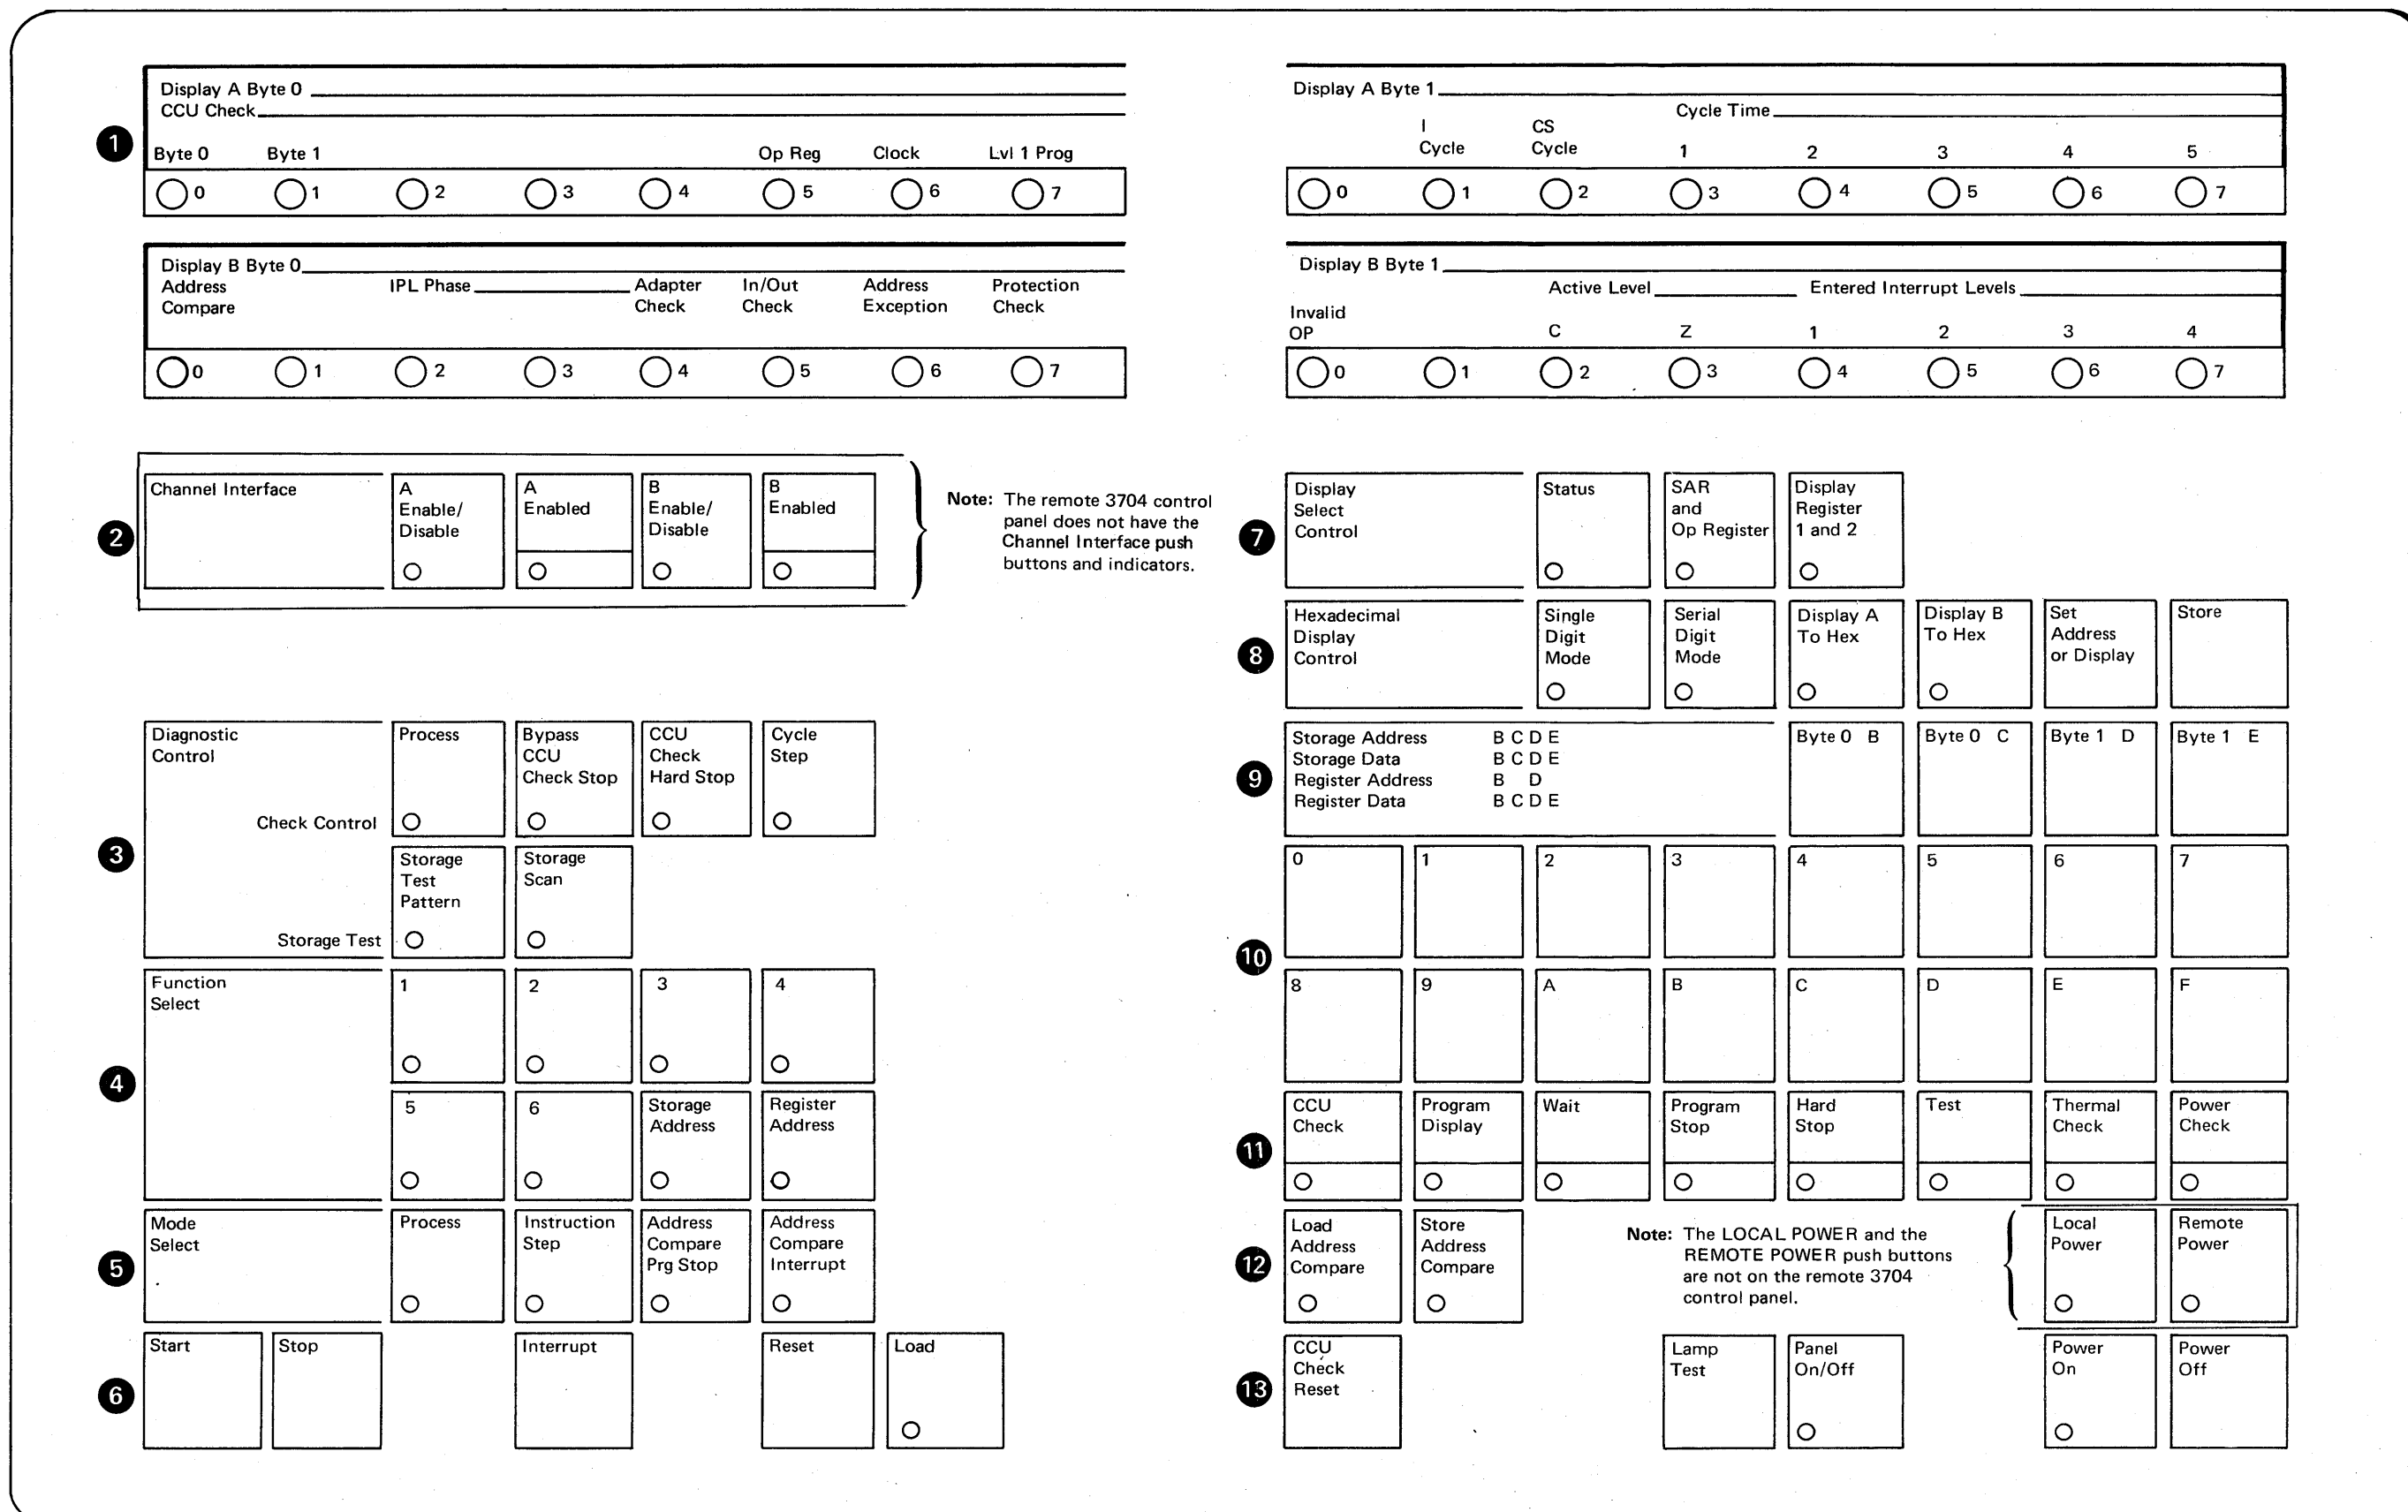 1
Display A Byte 0
CCU Check
Byte 0 Byte 1 Op Reg Clock Lvl 1 Prog
0 1 2 3 4 5 6 7
Display A Byte 1
Cycle Time
I
Cycle
CS
Cycle
1 2 3 4 5
0 1 2 3 4 5 6 7
Display B Byte 0
Address
Compare
IPL Phase
Adapter
Check
In/Out
Check
Address
Exception
Protection
Check
0 1 2 3 4 5 6 7
Display B Byte 1
Active Level Entered Interrupt Levels
Invalid
OP
C Z 1 2 3 4
0 1 2 3 4 5 6 7
2
Channel Interface
A
Enable/
Disable
A
Enabled
B
Enable/
Disable
B
Enabled
Note: The remote 3704 control
panel does not have the
Channel Interface push
buttons and indicators.
3
Diagnostic
Control
Check Control
Process
Bypass
CCU
Check Stop
CCU
Check
Hard Stop
Cycle
Step
Storage Test
Storage
Test
Pattern
Storage
Scan
4
Function
Select
1 2 3 4
5 6
Storage
Address
Register
Address
5
Mode
Select
Process
Instruction
Step
Address
Compare
Prg Stop
Address
Compare
Interrupt
6
Start
Stop
Interrupt
Reset
Load
7
Display
Select
Control
Status
SAR
and
Op Register
Display
Register
1 and 2
8
Hexadecimal
Display
Control
Single
Digit
Mode
Serial
Digit
Mode
Display A
To Hex
Display B
To Hex
Set
Address
or Display
Store
9
Storage Address B C D E
Storage Data B C D E
Register Address B D
Register Data B C D E
Byte 0 B
Byte 0 C
Byte 1 D
Byte 1 E
10
0 1 2 3 4 5 6 7
8 9 A B C D E F
11
CCU
Check
Program
Display
Wait
Program
Stop
Hard
Stop
Test
Thermal
Check
Power
Check
12
Load
Address
Compare
Store
Address
Compare
Note: The LOCAL POWER and the
REMOTE POWER push buttons
are not on the remote 3704
control panel.
Local
Power
Remote
Power
13
CCU
Check
Reset
Lamp
Test
Panel
On/Off
Power
On
Power
Off